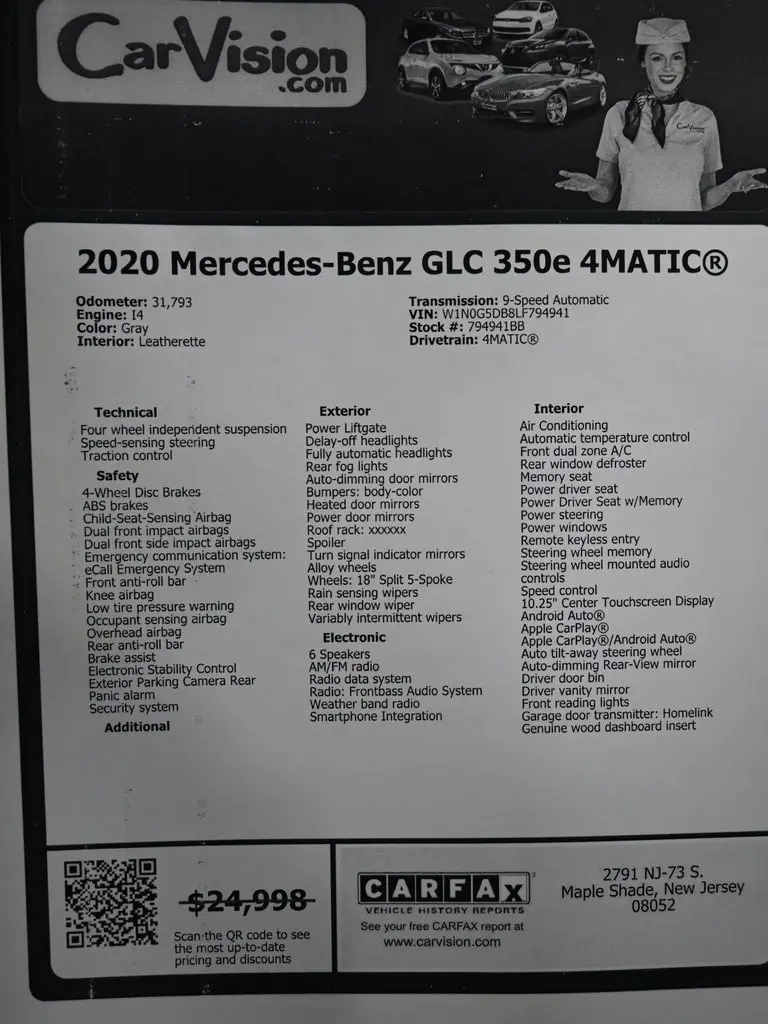 CarVision
.com
CarVision
.com
2020 Mercedes-Benz GLC 350e 4MATIC®
Odometer: 31,793
Engine: I4
Color: Gray
Interior: Leatherette
Transmission: 9-Speed Automatic
VIN: W1N0G5DB8LF794941
Stock #: 794941BB
Drivetrain: 4MATIC®
Technical
Four wheel independent suspension
Speed-sensing steering
Traction control
Safety
4-Wheel Disc Brakes
ABS brakes
Child-Seat-Sensing Airbag
Dual front impact airbags
Dual front side impact airbags
Emergency communication system:
eCall Emergency System
Front anti-roll bar
Knee airbag
Low tire pressure warning
Occupant sensing airbag
Overhead airbag
Rear anti-roll bar
Brake assist
Electronic Stability Control
Exterior Parking Camera Rear
Panic alarm
Security system
Additional
Exterior
Power Liftgate
Delay-off headlights
Fully automatic headlights
Rear fog lights
Auto-dimming door mirrors
Bumpers: body-color
Heated door mirrors
Power door mirrors
Roof rack: xxxxxx
Spoiler
Turn signal indicator mirrors
Alloy wheels
Wheels: 18" Split 5-Spoke
Rain sensing wipers
Rear window wiper
Variably intermittent wipers
Electronic
6 Speakers
AM/FM radio
Radio data system
Radio: Frontbass Audio System
Weather band radio
Smartphone Integration
Interior
Air Conditioning
Automatic temperature control
Front dual zone A/C
Rear window defroster
Memory seat
Power driver seat
Power Driver Seat w/Memory
Power steering
Power windows
Remote keyless entry
Steering wheel memory
Steering wheel mounted audio
controls
Speed control
10.25" Center Touchscreen Display
Android Auto®
Apple CarPlay®
Apple CarPlay®/Android Auto®
Auto tilt-away steering wheel
Auto-dimming Rear-View mirror
Driver door bin
Driver vanity mirror
Front reading lights
Garage door transmitter: Homelink
Genuine wood dashboard insert
$24,998
Scan the QR code to see
the most up-to-date
pricing and discounts
CARFAX
VEHICLE HISTORY REPORTS
See your free CARFAX report at
www.carvision.com
2791 NJ-73 S.
Maple Shade, New Jersey
08052